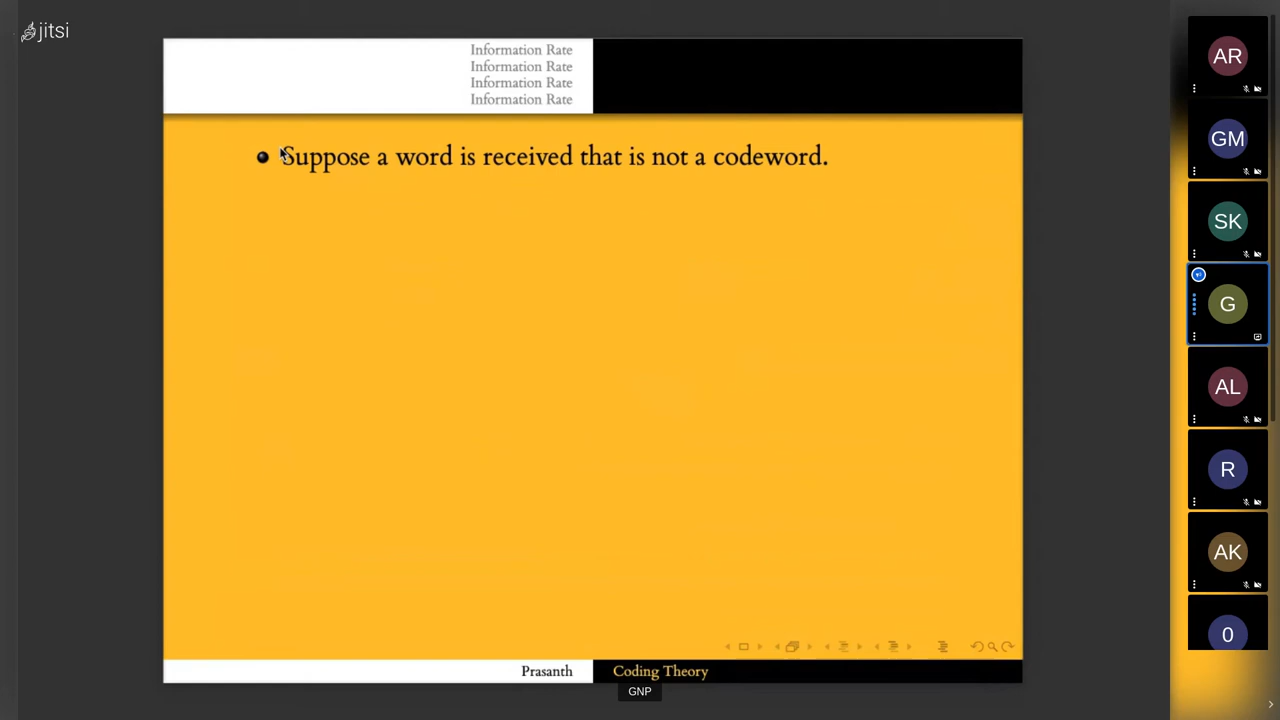 jitsi
Information Rate
Information Rate
Information Rate
Information Rate
Suppose a word is received that is not a codeword.
Prasanth
Coding Theory
GNP
AR
GM
SK
G
AL
R
AK
0